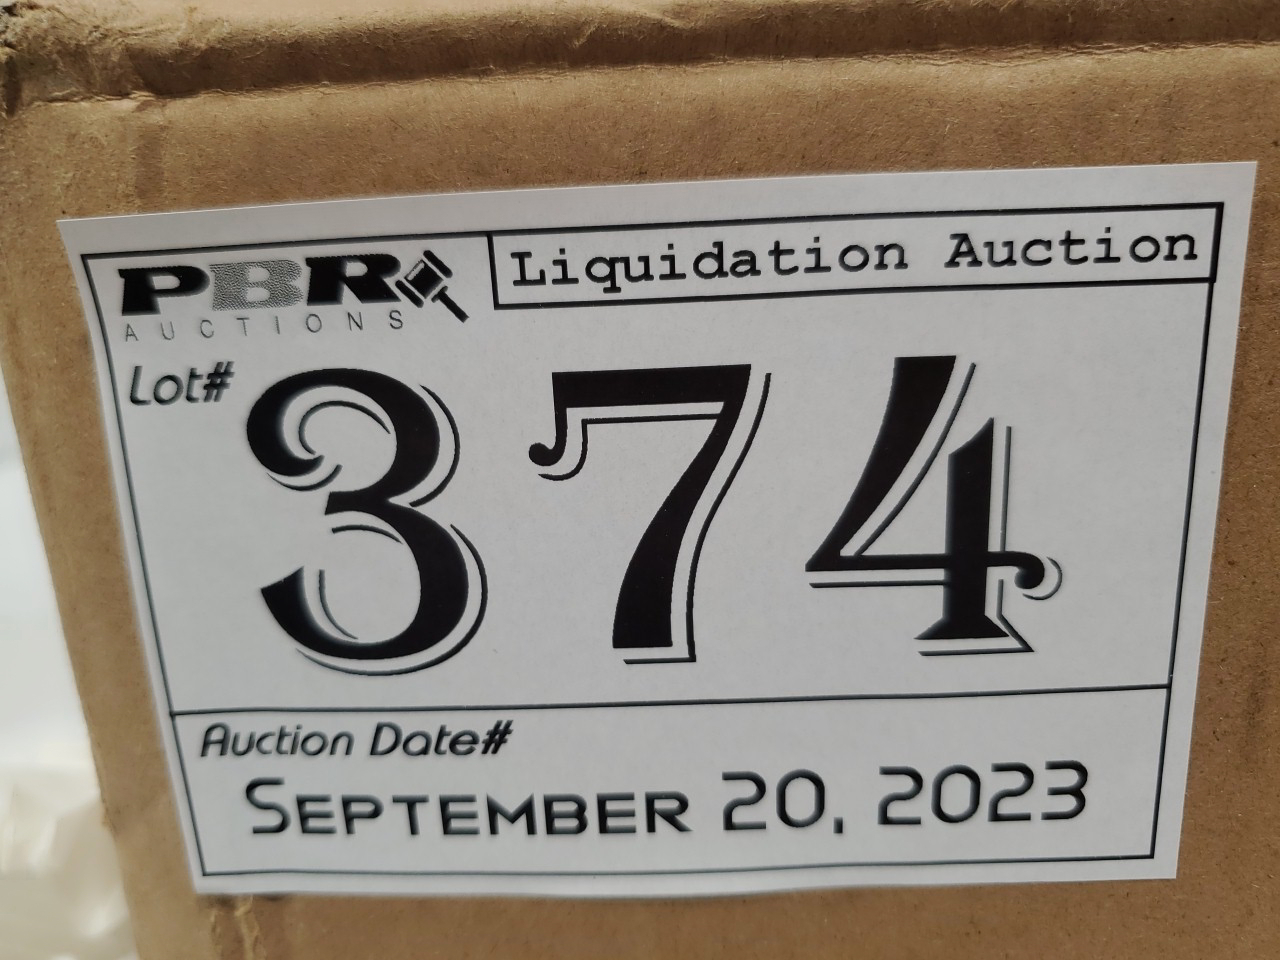 PBR
AUCTIONS
Liquidation Auction
Lot#
374
Auction Date#
SEPTEMBER 20, 2023